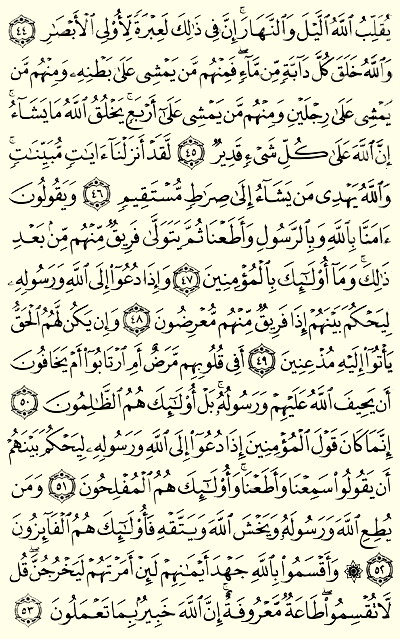 يُقَلِّبُ ٱللَّهُ ٱلَّيْلَ وَٱلنَّهَارَ ۚ إِنَّ فِى ذَٰلِكَ لَعِبْرَةً لِّأُو۟لِى ٱلْأَبْصَٰرِ ٤٤
وَٱللَّهُ خَلَقَ كُلَّ دَآبَّةٍ مِّن مَّآءٍ ۖ فَمِنْهُم مَّن يَمْشِى عَلَىٰ بَطْنِهِۦ وَمِنْهُم مَّن
يَمْشِى عَلَىٰ رِجْلَيْنِ وَمِنْهُم مَّن يَمْشِى عَلَىٰٓ أَرْبَعٍ ۚ يَخْلُقُ ٱللَّهُ مَا يَشَآءُ ۚ
إِنَّ ٱللَّهَ عَلَىٰ كُلِّ شَىْءٍ قَدِيرٌ ٤٥ لَّقَدْ أَنزَلْنَآ ءَايَٰتٍ مُّبَيِّنَٰتٍ ۚ
وَٱللَّهُ يَهْدِى مَن يَشَآءُ إِلَىٰ صِرَٰطٍ مُّسْتَقِيمٍ ٤٦ وَيَقُولُونَ
ءَامَنَّا بِٱللَّهِ وَبِٱلرَّسُولِ وَأَطَعْنَا ثُمَّ يَتَوَلَّىٰ فَرِيقٌ مِّنْهُم مِّنۢ بَعْدِ
ذَٰلِكَ ۚ وَمَآ أُو۟لَٰٓئِكَ بِٱلْمُؤْمِنِينَ ٤٧ وَإِذَا دُعُوٓا۟ إِلَى ٱللَّهِ وَرَسُولِهِۦ
لِيَحْكُمَ بَيْنَهُمْ إِذَا فَرِيقٌ مِّنْهُم مُّعْرِضُونَ ٤٨ وَإِن يَكُن لَّهُمُ ٱلْحَقُّ
يَأْتُوٓا۟ إِلَيْهِ مُذْعِنِينَ ٤٩ أَفِى قُلُوبِهِم مَّرَضٌ أَمِ ٱرْتَابُوٓا۟ أَمْ يَخَافُونَ
أَن يَحِيفَ ٱللَّهُ عَلَيْهِمْ وَرَسُولُهُۥ ۚ بَلْ أُو۟لَٰٓئِكَ هُمُ ٱلظَّٰلِمُونَ ٥٠
إِنَّمَا كَانَ قَوْلَ ٱلْمُؤْمِنِينَ إِذَا دُعُوٓا۟ إِلَى ٱللَّهِ وَرَسُولِهِۦ لِيَحْكُمَ بَيْنَهُمْ
أَن يَقُولُوا۟ سَمِعْنَا وَأَطَعْنَا ۚ وَأُو۟لَٰٓئِكَ هُمُ ٱلْمُفْلِحُونَ ٥١ وَمَن
يُطِعِ ٱللَّهَ وَرَسُولَهُۥ وَيَخْشَ ٱللَّهَ وَيَتَّقْهِ فَأُو۟لَٰٓئِكَ هُمُ ٱلْفَآئِزُونَ
٥٢ ۞ وَأَقْسَمُوا۟ بِٱللَّهِ جَهْدَ أَيْمَٰنِهِمْ لَئِنْ أَمَرْتَهُمْ لَيَخْرُجُنَّ ۖ قُل
لَّا تُقْسِمُوا۟ ۖ طَاعَةٌ مَّعْرُوفَةٌ ۚ إِنَّ ٱللَّهَ خَبِيرٌۢ بِمَا تَعْمَلُونَ ٥٣